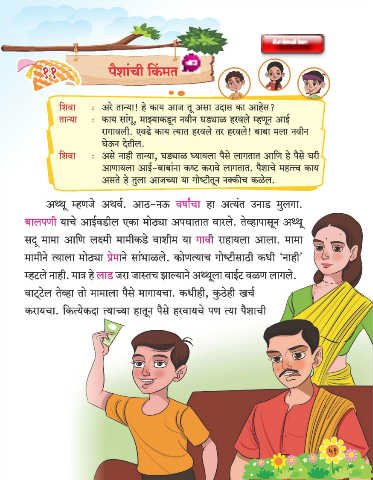 ११
पैशांची किंमत
शिवा : अरे तान्या! हे काय आज तू असा उदास का आहेस?
तान्या : काय सांगू, माझ्याकडून नवीन घड्याळ हरवले म्हणून आई
रागावली. एवढे काय त्यात हरवले तर हरवले! बाबा मला नवीन
घेऊन देतील.
शिवा : असे नाही तान्या, घड्याळ घ्यायला पैसे लागतात आणि हे पैसे घरी
आणायला आई-बाबांना कष्ट करावे लागतात. पैशाचे महत्त्व काय
असते हे तुला आजच्या या गोष्टीतून नक्कीच कळेल.
अथ्थू म्हणजे अथर्व. आठ-नऊ वर्षांचा हा अत्यंत उनाड मुलगा.
बालपणी याचे आईवडील एका मोठ्या अपघातात वारले. तेव्हापासून अथ्थू
सदू मामा आणि लक्ष्मी मामीकडे वाशीम या गावी राहायला आला. मामा
मामीने त्याला मोठ्या प्रेमाने सांभाळले. कोणत्याच गोष्टीसाठी कधी 'नाही'
म्हटले नाही. मात्र हे लाड जरा जास्तच झाल्याने अथ्थूला वाईट वळण लागले.
वाट्टेल तेव्हा तो मामाला पैसे मागायचा. कधीही, कुठेही खर्च
करायचा. कित्येकदा त्याच्या हातून पैसे हरवायचे पण त्या पैशाची